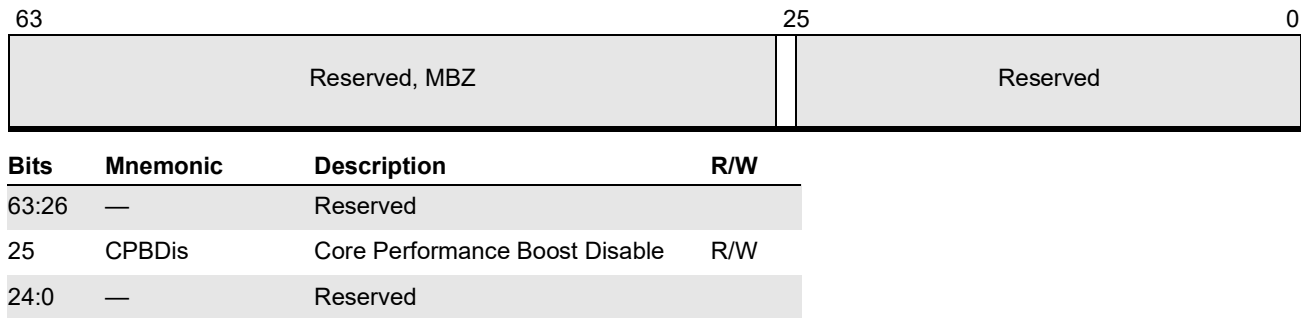 63 25 0
Reserved, MBZ Reserved
Bits Mnemonic Description R/W
63:26 — Reserved
25 CPBDis Core Performance Boost Disable R/W
24:0 — Reserved